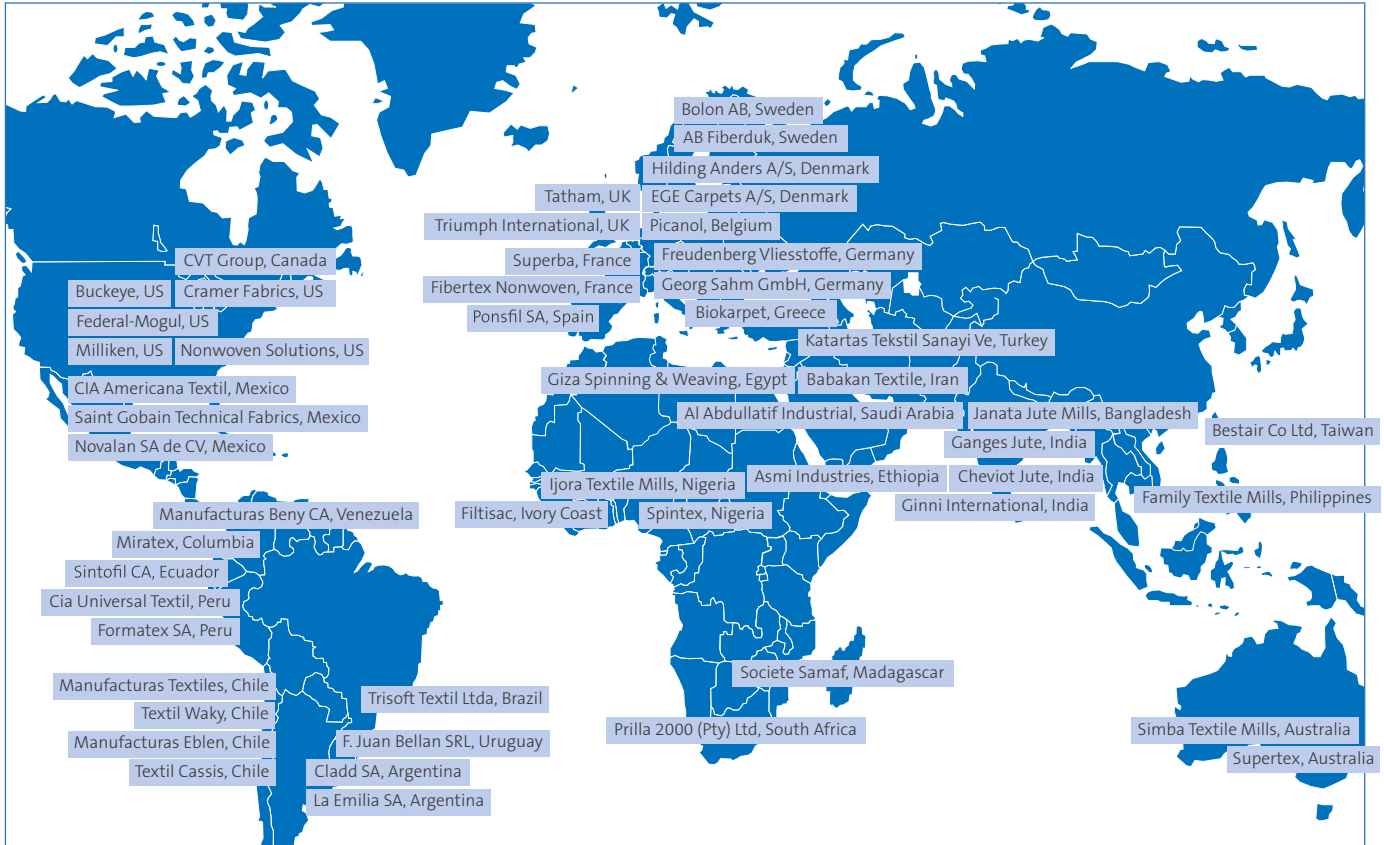 Bolon AB, Sweden
AB Fiberduk, Sweden
Hilding Anders A/S, Denmark
Tatham, UK
EGE Carpets A/S, Denmark
Triumph International, UK
Picanol, Belgium
CVT Group, Canada
Superba, France
Freudenberg Vliesstoffe, Germany
Buckeye, US
Cramer Fabrics, US
Fibertex Nonwoven, France
Georg Sahm GmbH, Germany
Federal-Mogul, US
Ponsfil SA, Spain
Biokarpet, Greece
Milliken, US
Nonwoven Solutions, US
Katartas Tekstil Sanayi Ve, Turkey
CIA Americana Textil, Mexico
Giza Spinning & Weaving, Egypt
Babakan Textile, Iran
Saint Gobain Technical Fabrics, Mexico
Al Abdullatif Industrial, Saudi Arabia
Janata Jute Mills, Bangladesh
Bestair Co Ltd, Taiwan
Novalan SA de CV, Mexico
Ganges Jute, India
Ijora Textile Mills, Nigeria
Asmi Industries, Ethiopia
Cheviot Jute, India
Family Textile Mills, Philippines
Manufacturas Beny CA, Venezuela
Filtisac, Ivory Coast
Spintex, Nigeria
Ginni International, India
Miratex, Columbia
Sintofil CA, Ecuador
Cia Universal Textil, Peru
Formatex SA, Peru
Societe Samaf, Madagascar
Manufacturas Textiles, Chile
Trisoft Textil Ltda, Brazil
Textil Waky, Chile
Prilla 2000 (Pty) Ltd, South Africa
Simba Textile Mills, Australia
Manufacturas Eblen, Chile
F. Juan Bellan SRL, Uruguay
Supertex, Australia
Textil Cassis, Chile
Cladd SA, Argentina
La Emilia SA, Argentina